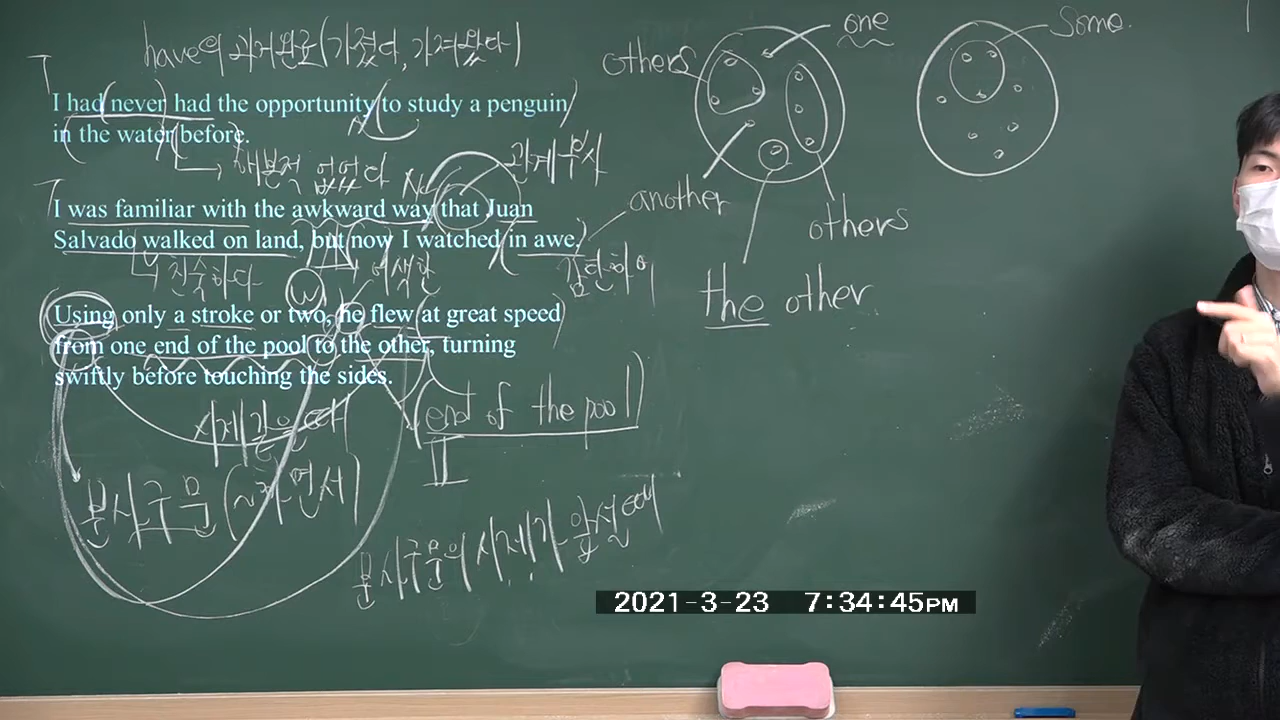 have의 과거완료(가졌다, 가져왔다)
I had never had the opportunity to study a penguin
in the water before.
해본적 없었다
관계부사
I was familiar with the awkward way that Juan
Salvado walked on land, but now I watched in awe.
친숙하다
어색한
감탄하여
Using only a stroke or two, he flew at great speed
from one end of the pool to the other, turning
swiftly before touching the sides.
시제 같은때
(end of the pool)
분사구문(~하면서)
분사구문의 시제가 앞설때
others
one
another
others
the other
Some
2021-3-23 7:34:45PM